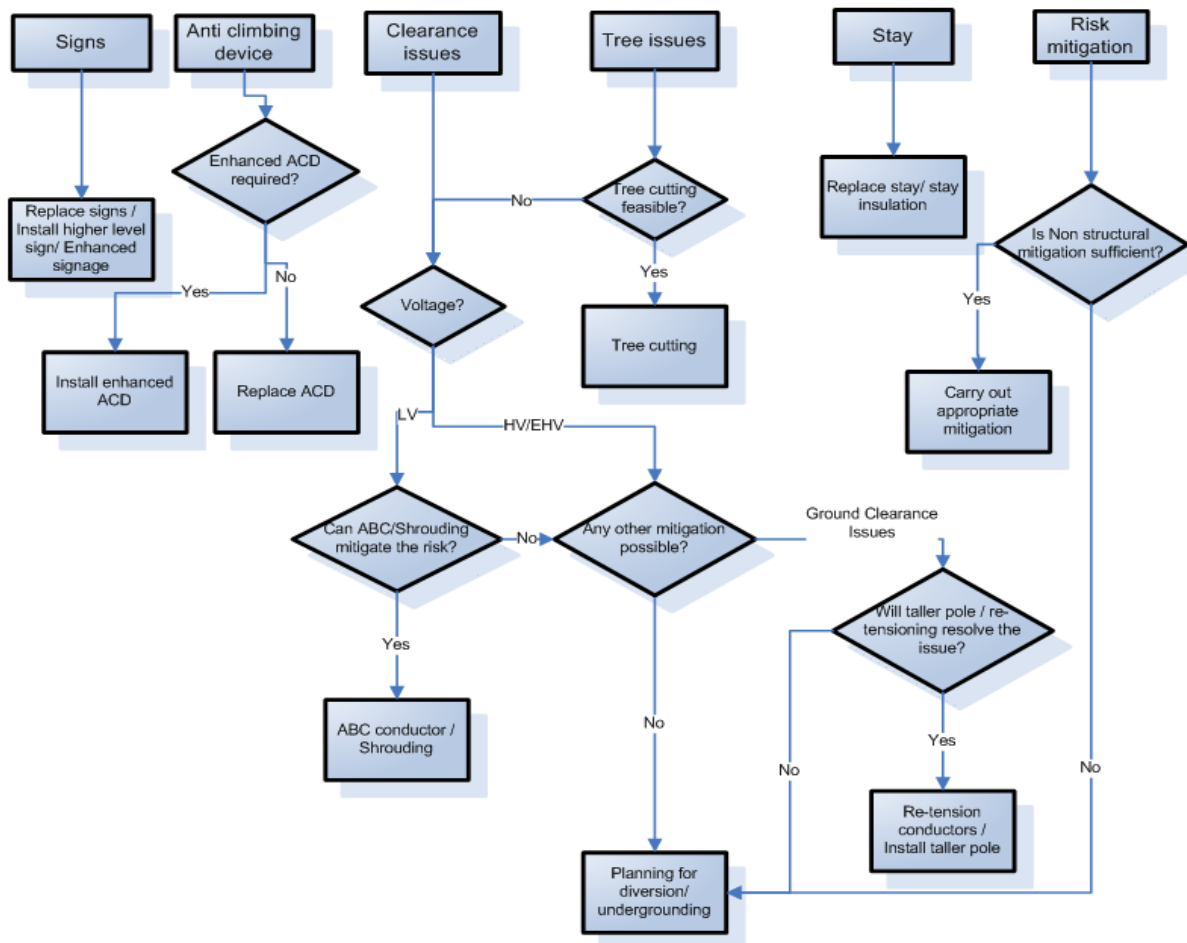 Signs
Anti climbing
device
Clearance
issues
Tree issues
Stay
Risk
mitigation
Enhanced ACD
required?
Replace signs /
Install higher level
sign/ Enhanced
signage
No
Tree cutting
feasible?
Replace stay/ stay
insulation
Is Non structural
mitigation sufficient?
Yes
No
Voltage?
Yes
Yes
Install enhanced
ACD
Replace ACD
Tree cutting
Carry out
appropriate
mitigation
LV
HV/EHV
Can ABC/Shrouding
mitigate the risk?
No
Any other mitigation
possible?
Ground Clearance
Issues
Will taller pole / re-
tensioning resolve the
issue?
Yes
ABC conductor /
Shrouding
No
No
Yes
No
Re-tension
conductors /
Install taller pole
Planning for
diversion/
undergrounding